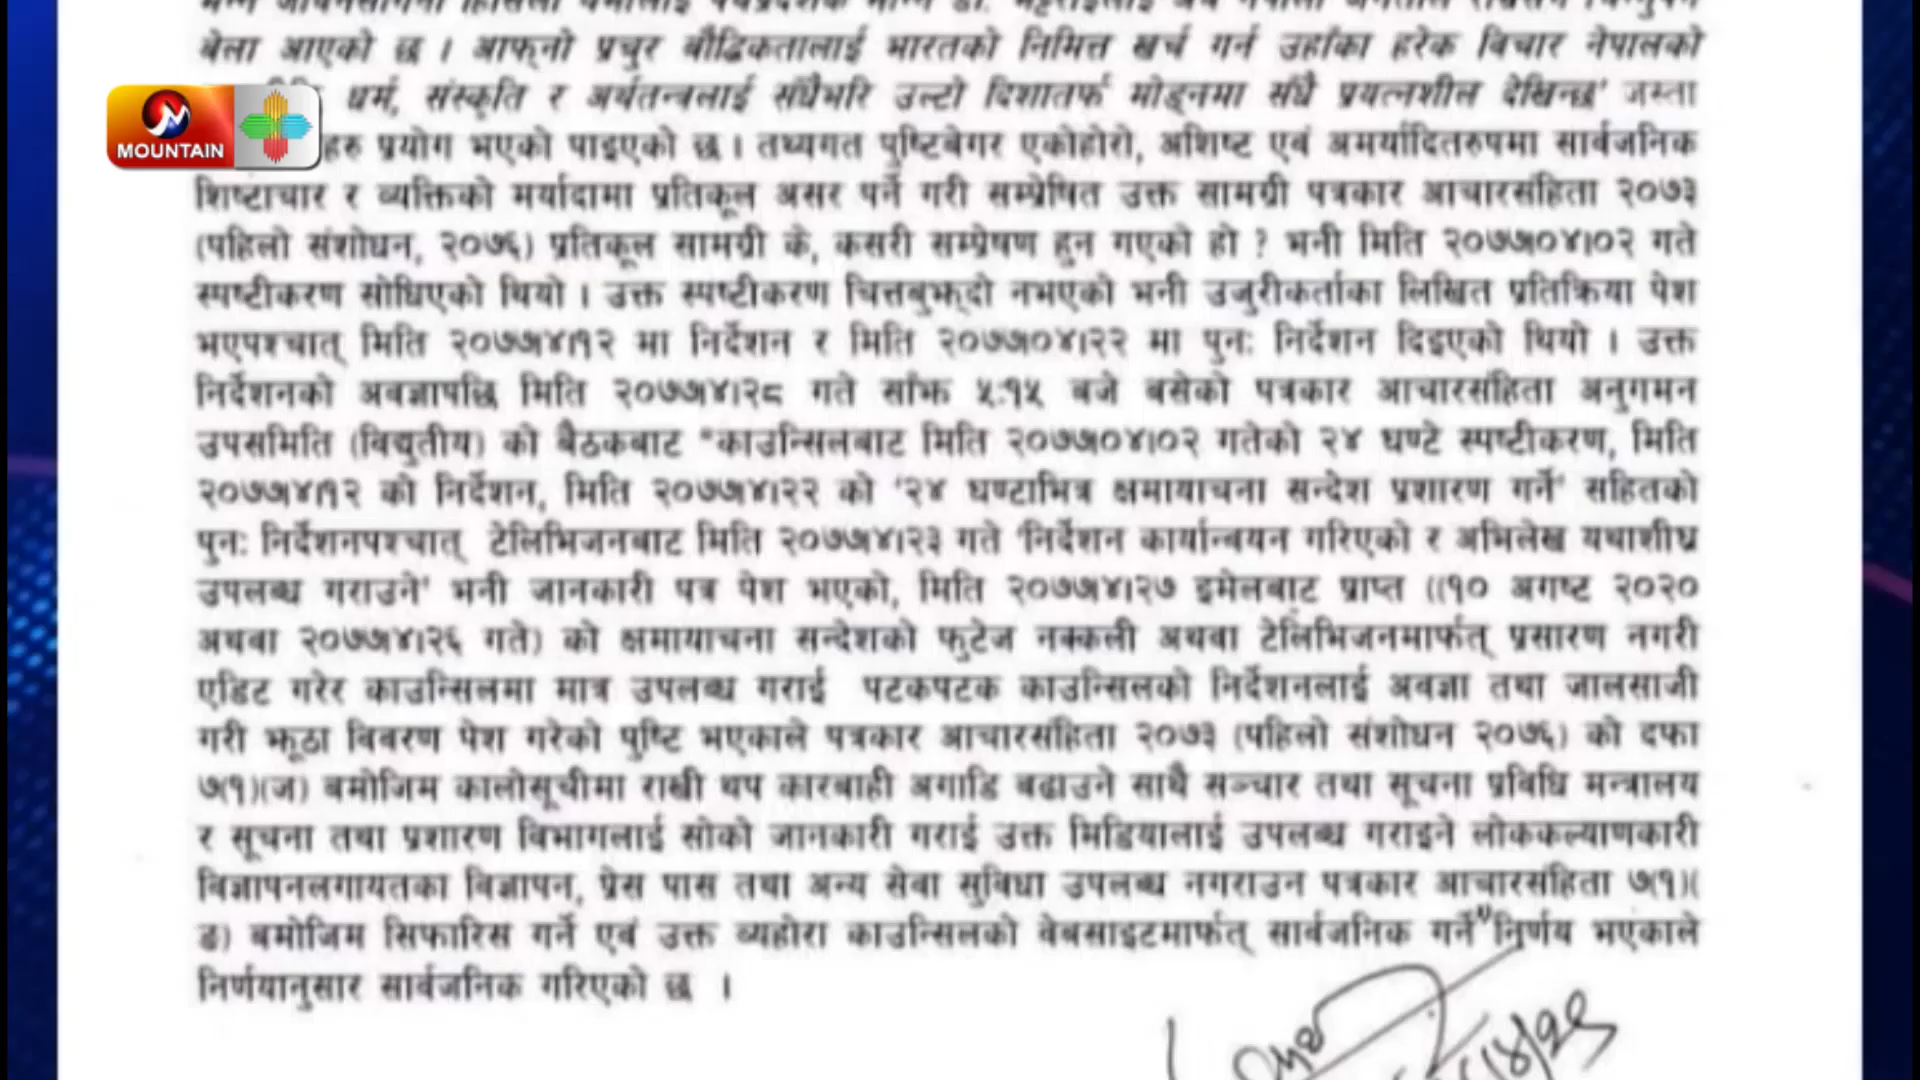 बेला आएको छ । आफ्नो प्रचुर बौद्धिकतालाई भारतको निमित्त खर्च गर्न उहाँका हरेक विचार नेपालको
धर्म, संस्कृति र अर्थतन्त्रलाई सधैंभरि उल्टो दिशातर्फ मोड्नमा सधैं प्रयत्नशील देखिन्छ' जस्ता
MOUNTAIN
हरु प्रयोग भएको पाइएको छ । तथ्यगत पुष्टिबेगर एकोहोरो, अशिष्ट एवं अमर्यादितरुपमा सार्वजनिक
शिष्टाचार र व्यक्तिको मर्यादामा प्रतिकूल असर पर्ने गरी सम्प्रेषित उक्त सामग्री पत्रकार आचारसंहिता २०७३
(पहिलो संशोधन, २०७६) प्रतिकूल सामग्री के, कसरी सम्प्रेषण हुन गएको हो ? भनी मिति २०७७।०४।०२ गते
स्पष्टीकरण सोधिएको थियो । उक्त स्पष्टीकरण चित्तबुझ्दो नभएको भनी उजुरीकर्ताका लिखित प्रतिक्रिया पेश
भएपश्चात् मिति २०७७।४।१२ मा निर्देशन र मिति २०७७।०४।२२ मा पुनः निर्देशन दिइएको थियो । उक्त
निर्देशनको अवज्ञापछि मिति २०७७।४।२८ गते साँझ ५:१५ बजे बसेको पत्रकार आचारसंहिता अनुगमन
उपसमिति (विद्युतीय) को बैठकबाट "काउन्सिलबाट मिति २०७७।०४।०२ गतेको २४ घण्टे स्पष्टीकरण, मिति
२०७७।४।१२ को निर्देशन, मिति २०७७।४।२२ को '२४ घण्टाभित्र क्षमायाचना सन्देश प्रशारण गर्ने' सहितको
पुनः निर्देशनपश्चात् टेलिभिजनबाट मिति २०७७।४।२३ गते 'निर्देशन कार्यान्वयन गरिएको र अभिलेख यथाशीघ्र
उपलब्ध गराउने' भनी जानकारी पत्र पेश भएको, मिति २०७७।४।२७ इमेलबाट प्राप्त ((१० अगष्ट २०२०
अथवा २०७७।४।२६ गते) को क्षमायाचना सन्देशको फुटेज नक्कली अथवा टेलिभिजनमार्फत् प्रसारण नगरी
एडिट गरेर काउन्सिलमा मात्र उपलब्ध गराई पटकपटक काउन्सिलको निर्देशनलाई अवज्ञा तथा जालसाजी
गरी झूठा विवरण पेश गरेको पुष्टि भएकाले पत्रकार आचारसंहिता २०७३ (पहिलो संशोधन २०७६) को दफा
७(१)(ज) बमोजिम कालोसूचीमा राखी थप कारबाही अगाडि बढाउने साथै सञ्चार तथा सूचना प्रविधि मन्त्रालय
र सूचना तथा प्रशारण विभागलाई सोको जानकारी गराई उक्त मिडियालाई उपलब्ध गराइने लोककल्याणकारी
विज्ञापनलगायतका विज्ञापन, प्रेस पास तथा अन्य सेवा सुविधा उपलब्ध नगराउन पत्रकार आचारसंहिता ७(१)(
ड) बमोजिम सिफारिस गर्ने एवं उक्त व्यहोरा काउन्सिलको वेबसाइटमार्फत् सार्वजनिक गर्ने" निर्णय भएकाले
निर्णयानुसार सार्वजनिक गरिएको छ ।